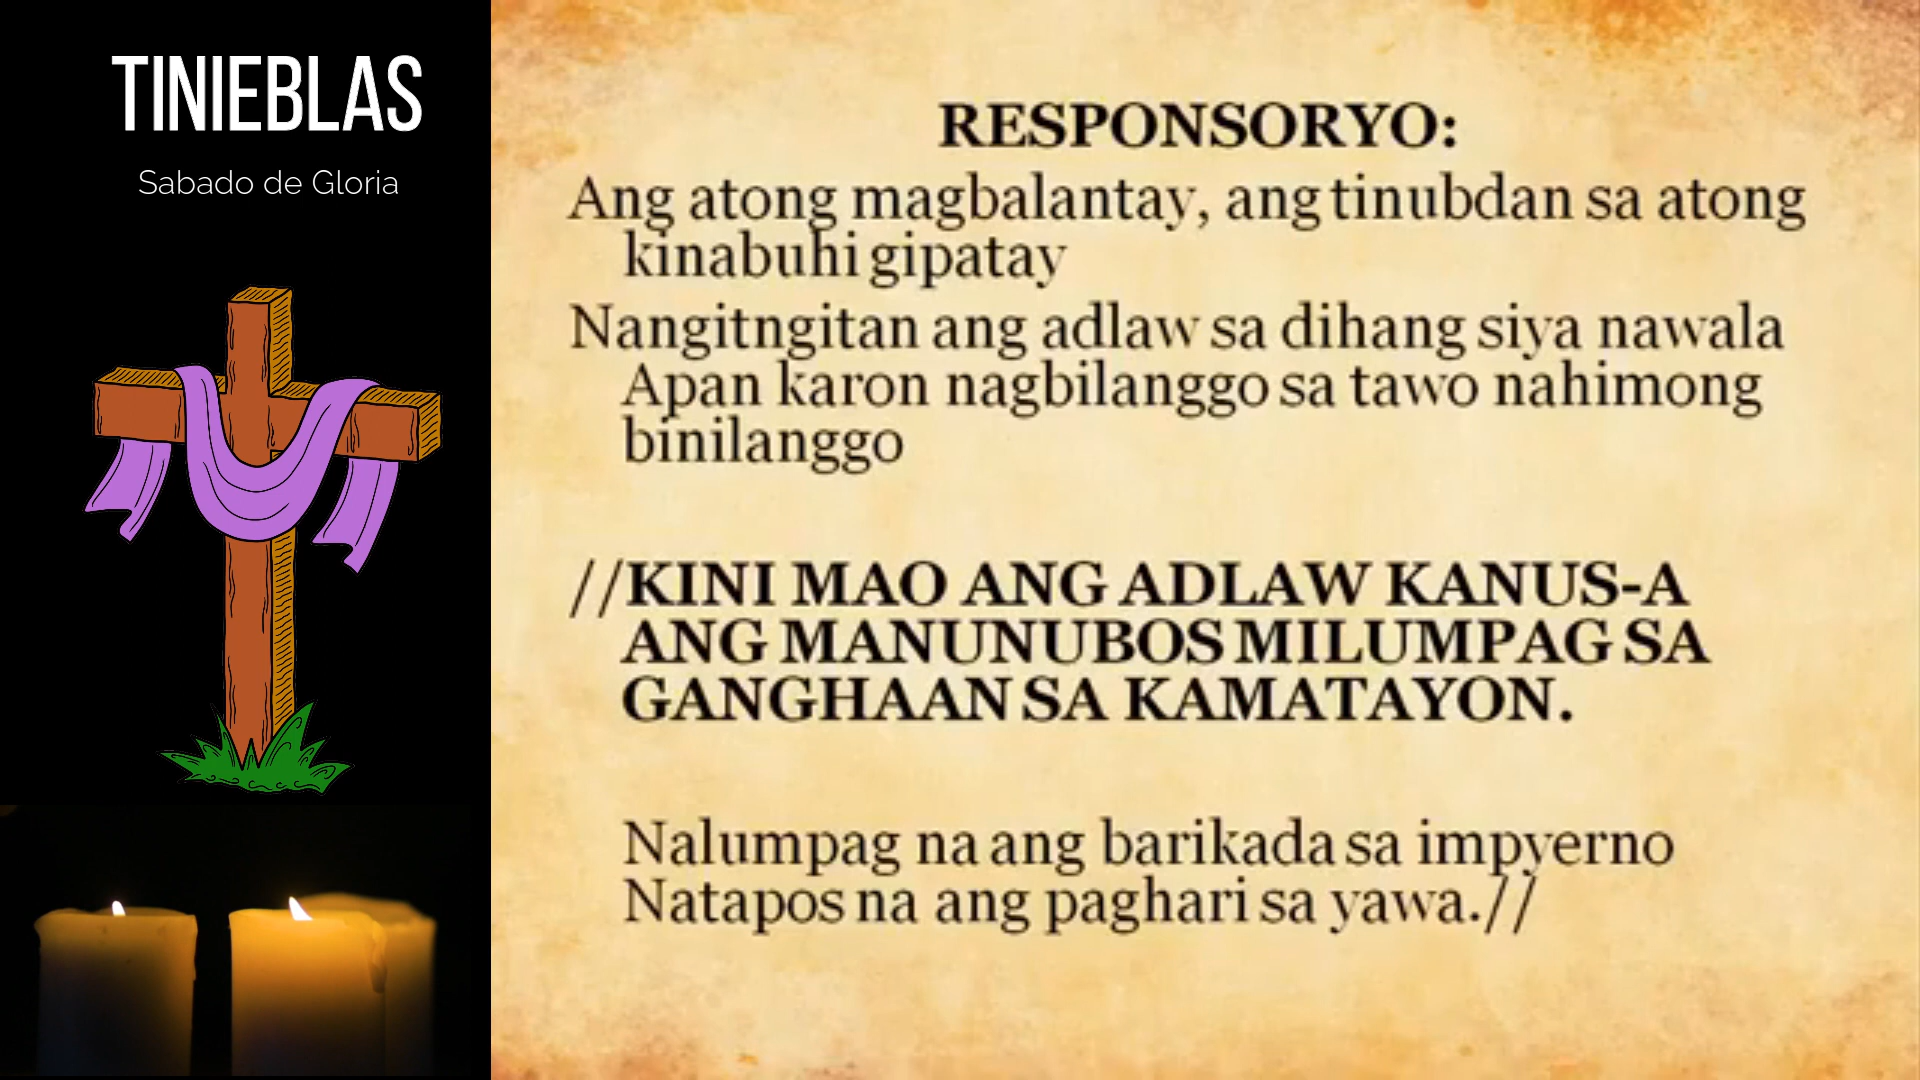 TINIEBLAS
Sabado de Gloria
RESPONSORYO:
Ang atong magbalantay, ang tinubdan sa atong
kinabuhi gipatay
Nangitngitan ang adlaw sa dihang siya nawala
Apan karon nagbilanggo sa tawo nahimong
binilanggo
//KINI MAO ANG ADLAW KANUS-A
ANG MANUNUBOS MILUMPAG SA
GANGHAAN SA KAMATAYON.
Nalumpag na ang barikada sa impyerno
Natapos na ang paghari sa yawa.//